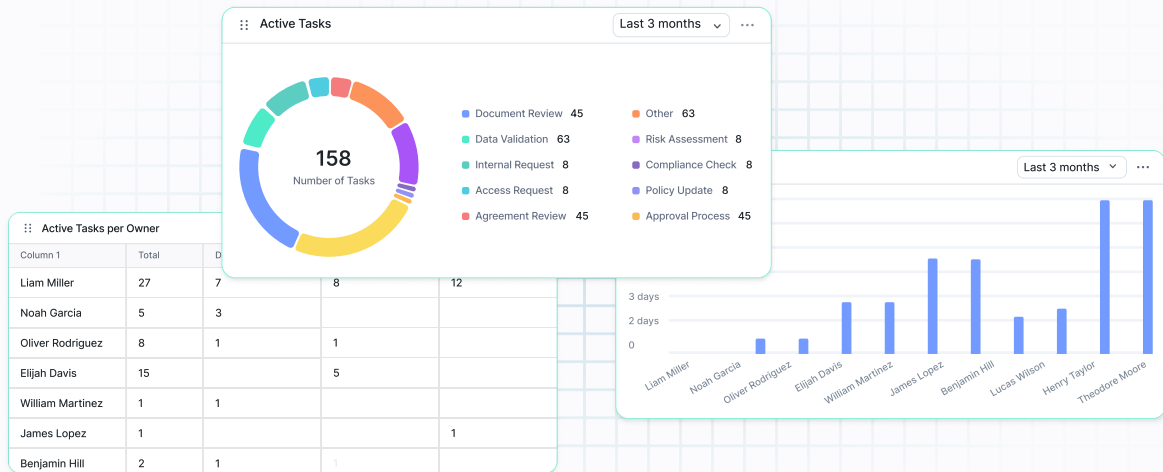 Active Tasks
Last 3 months
158
Number of Tasks
Document Review 45
Data Validation 63
Internal Request 8
Access Request 8
Agreement Review 45
Other 63
Risk Assessment 8
Compliance Check 8
Policy Update 8
Approval Process 45
Active Tasks per Owner
Column 1 Total D
Liam Miller 27 7 8 12
Noah Garcia 5 3
Oliver Rodriguez 8 1 1
Elijah Davis 15 5
William Martinez 1 1
James Lopez 1 1
Benjamin Hill 2 1 1
Last 3 months
3 days
2 days
0
Liam Miller
Noah Garcia
Oliver Rodriguez
Elijah Davis
William Martinez
James Lopez
Benjamin Hill
Lucas Wilson
Henry Taylor
Theodore Moore